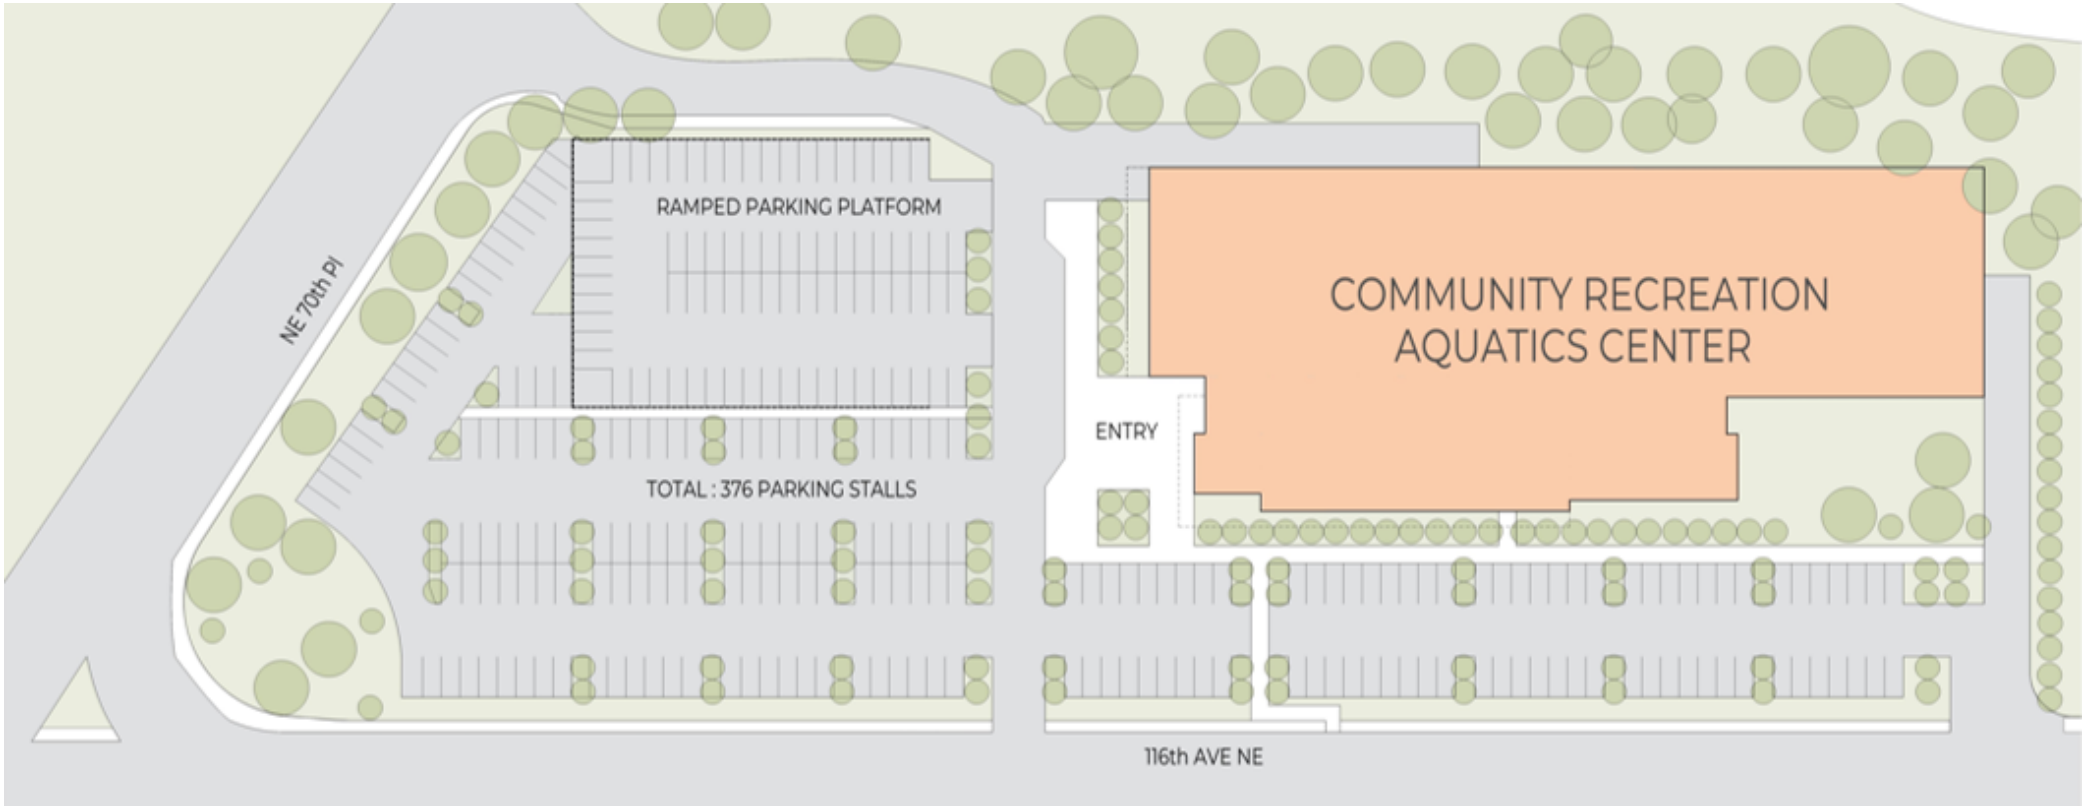 RAMPED PARKING PLATFORM
NE 70th Pl
COMMUNITY RECREATION
AQUATICS CENTER
ENTRY
TOTAL : 376 PARKING STALLS
116th AVE NE